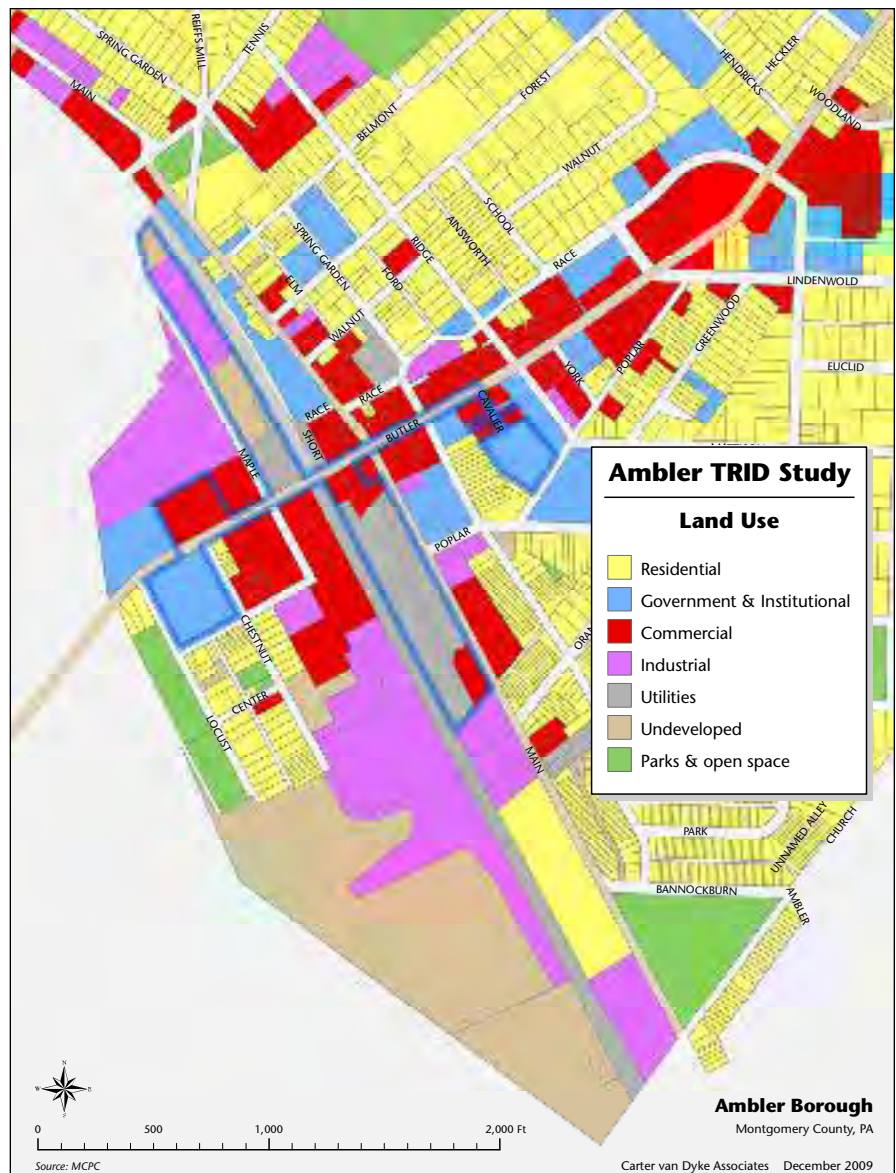 REIFFS MILL
TENNIS
SPRING GARDEN
MAIN
HECKLER
HENDRICKS
WOODLAND
FOREST
BELMONT
WALNUT
SCHOOL
AINSWORTH
SPRING GARDEN
RIDGE
FORD
RACE
ELM
WALNUT
LINDENWOLD
GREENWOOD
POPLAR
EUCLID
YORK
RACE
RACE
CAVALIER
BUTLER
SHORT
MAPLE
POPLAR
CHESTNUT
CENTER
LOCUST
MAIN
PARK
UNNAMED ALLEY
CHURCH
BANNOCKBURN
AMBLER
Ambler TRID Study
Land Use
Residential
Government & Institutional
Commercial
Industrial
Utilities
Undeveloped
Parks & open space
N
W E
S
0 500 1,000 2,000 Ft
Source: MCPC
Ambler Borough
Montgomery County, PA
Carter van Dyke Associates December 2009